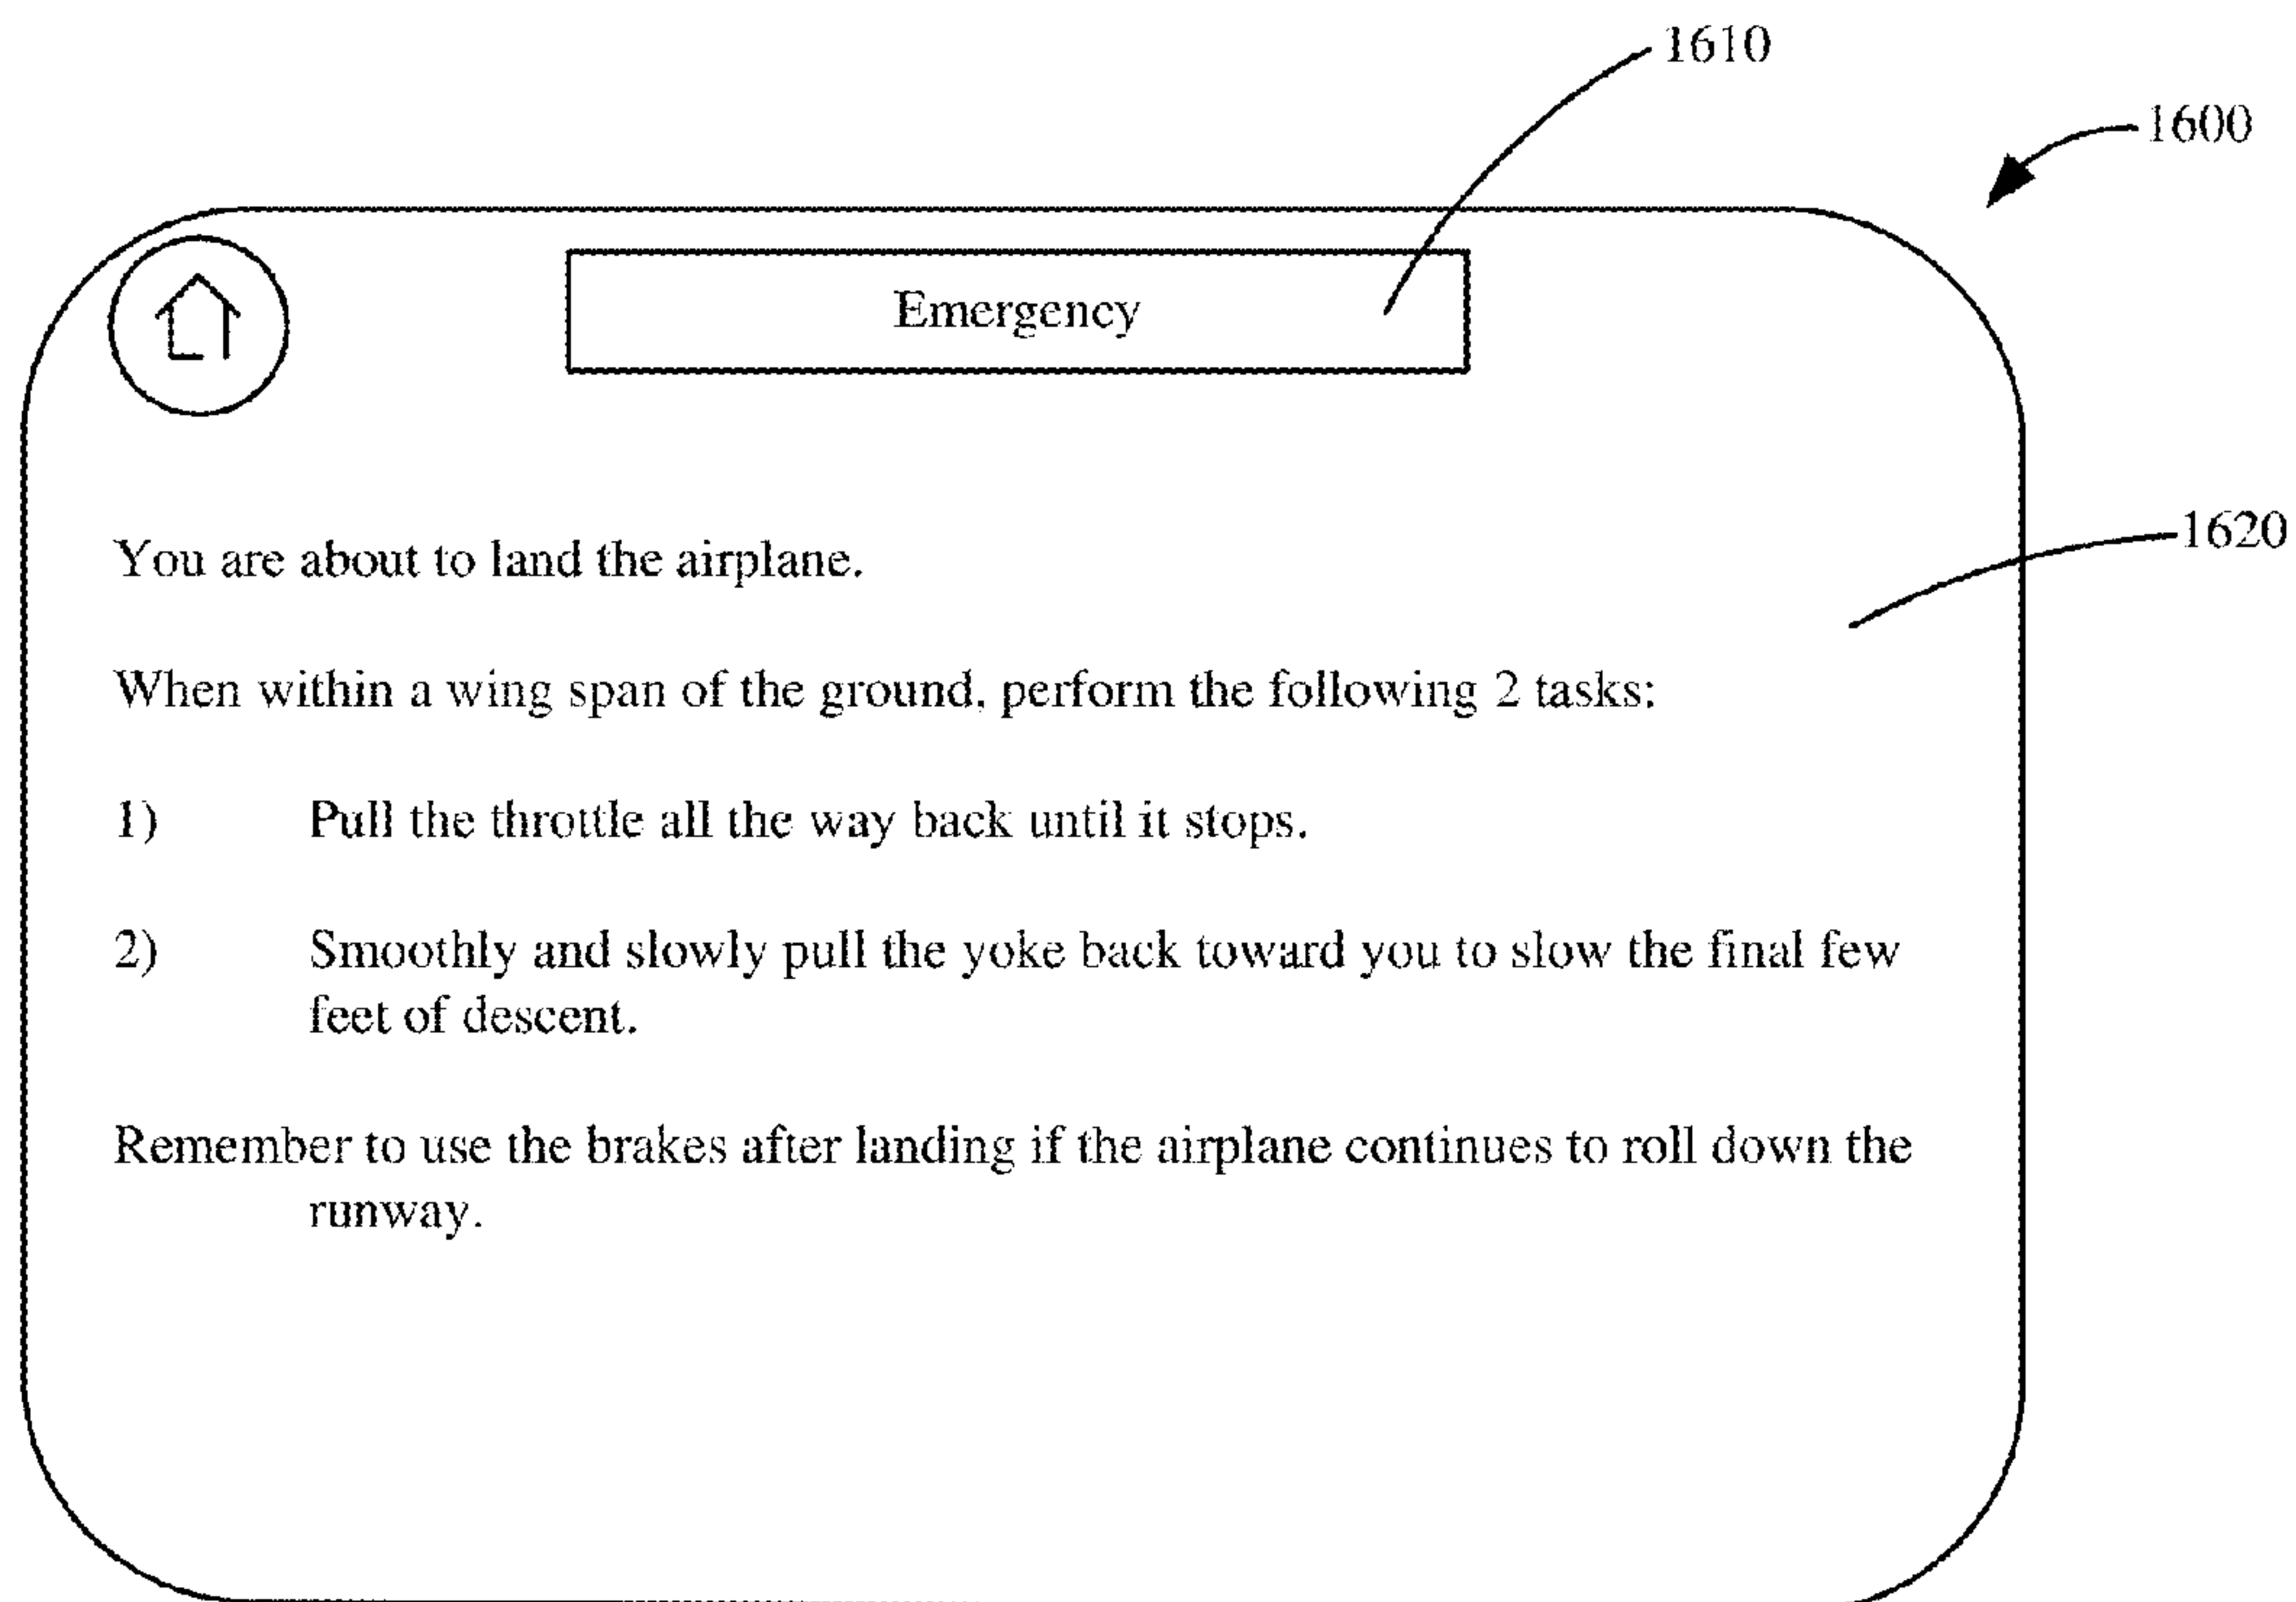 1610
1600
Emergency
1620
You are about to land the airplane.
When within a wing span of the ground, perform the following 2 tasks:
1) Pull the throttle all the way back until it stops.
2) Smoothly and slowly pull the yoke back toward you to slow the final few
feet of descent.
Remember to use the brakes after landing if the airplane continues to roll down the
runway.